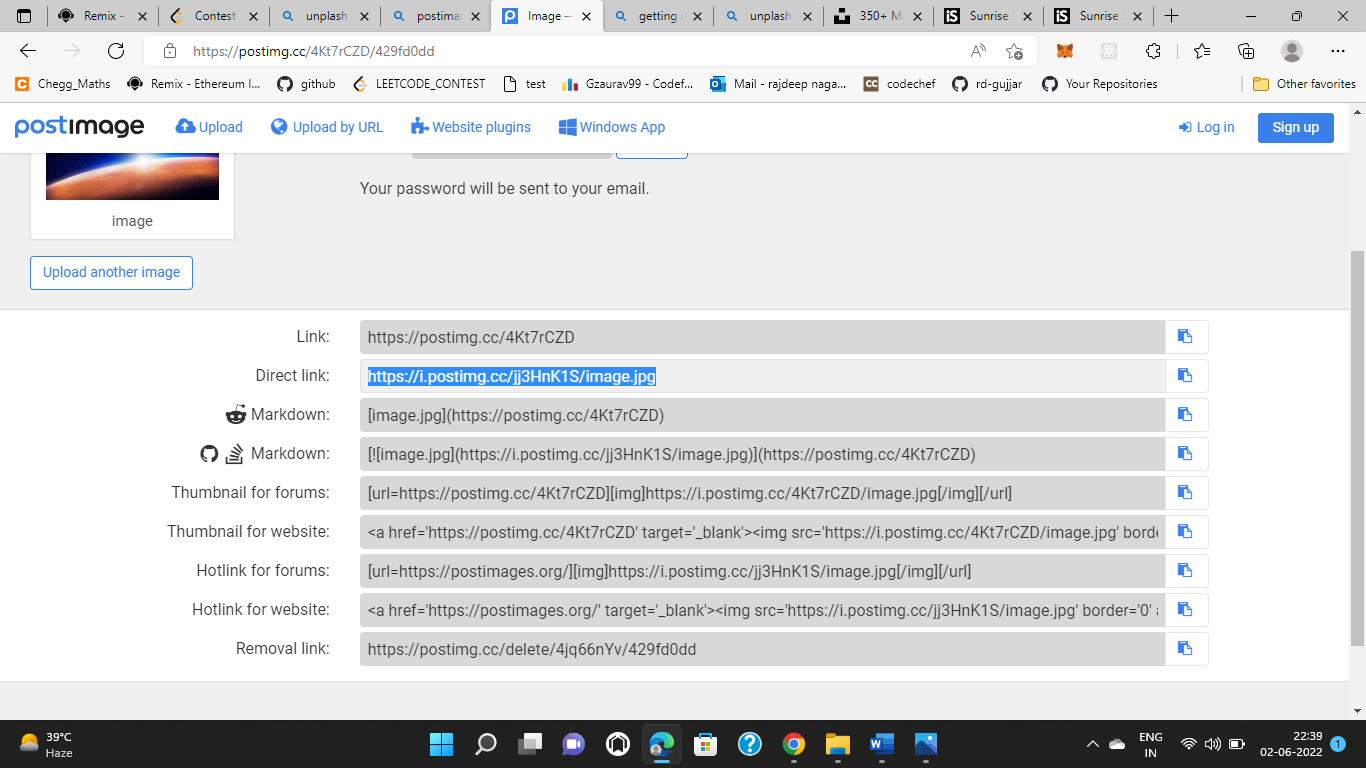 Remix -
Contest
unplash
postima
Image —
getting i
unplash
350+ M
Sunrise
Sunrise
https://postimg.cc/4Kt7rCZD/429fd0dd
Chegg_Maths
Remix - Ethereum I...
github
LEETCODE_CONTEST
test
Gzaurav99 - Codef...
Mail - rajdeep naga...
codechef
rd-gujjar
Your Repositories
Other favorites
postimage
Upload
Upload by URL
Website plugins
Windows App
Log in
Sign up
Your password will be sent to your email.
image
Upload another image
Link:
https://postimg.cc/4Kt7rCZD
Direct link:
https://i.postimg.cc/jj3HnK1S/image.jpg
Markdown:
[image.jpg](https://postimg.cc/4Kt7rCZD)
Markdown:
[![image.jpg](https://i.postimg.cc/jj3HnK1S/image.jpg)](https://postimg.cc/4Kt7rCZD)
Thumbnail for forums:
[url=https://postimg.cc/4Kt7rCZD][img]https://i.postimg.cc/4Kt7rCZD/image.jpg[/img][/url]
Thumbnail for website:
<a href='https://postimg.cc/4Kt7rCZD' target='_blank'><img src='https://i.postimg.cc/4Kt7rCZD/image.jpg' borde
Hotlink for forums:
[url=https://postimages.org/][img]https://i.postimg.cc/jj3HnK1S/image.jpg[/img][/url]
Hotlink for website:
<a href='https://postimages.org/' target='_blank'><img src='https://i.postimg.cc/jj3HnK1S/image.jpg' border='0' a
Removal link:
https://postimg.cc/delete/4jq66nYv/429fd0dd
39°C
Haze
ENG
IN
22:39
02-06-2022
1